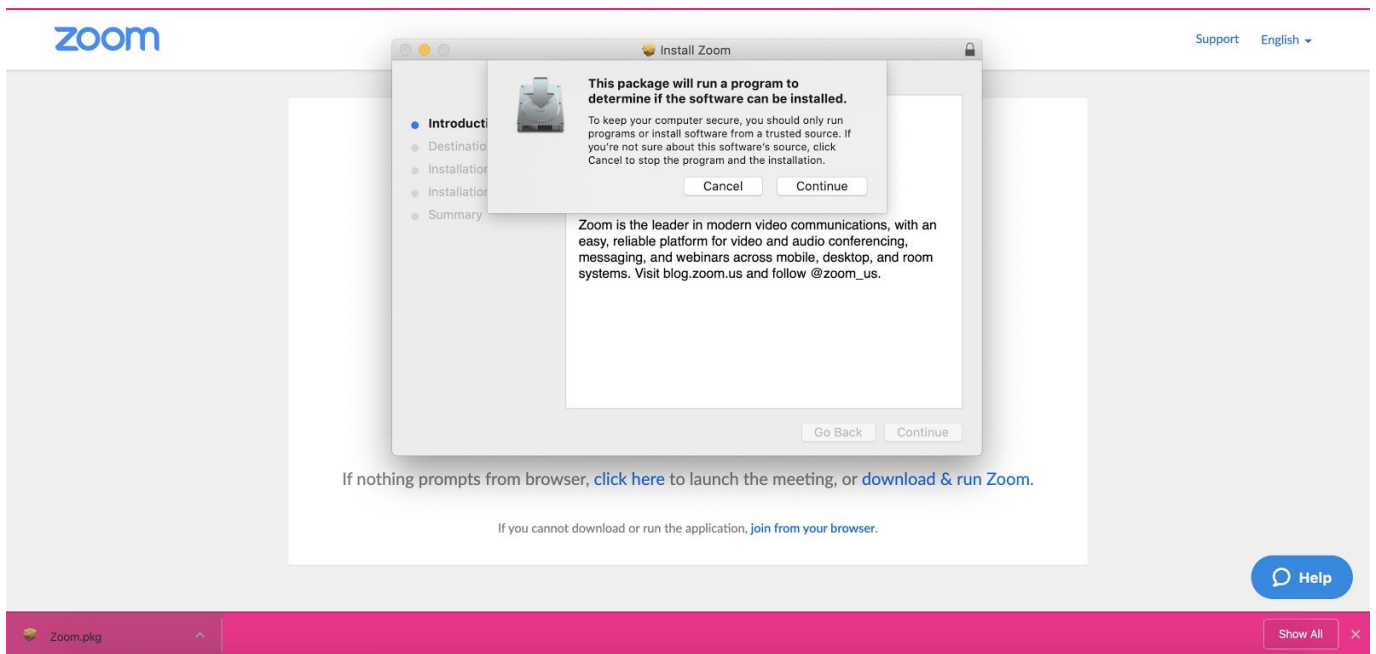 zoom
Support
English
Install Zoom
This package will run a program to
determine if the software can be installed.
To keep your computer secure, you should only run
programs or install software from a trusted source. If
you're not sure about this software's source, click
Cancel to stop the program and the installation.
Cancel
Continue
Introducti
Destinatio
Installation
Installation
Summary
Zoom is the leader in modern video communications, with an
easy, reliable platform for video and audio conferencing,
messaging, and webinars across mobile, desktop, and room
systems. Visit blog.zoom.us and follow @zoom_us.
Go Back
Continue
If nothing prompts from browser, click here to launch the meeting, or download & run Zoom.
If you cannot download or run the application, join from your browser.
Help
Zoom.pkg
Show All